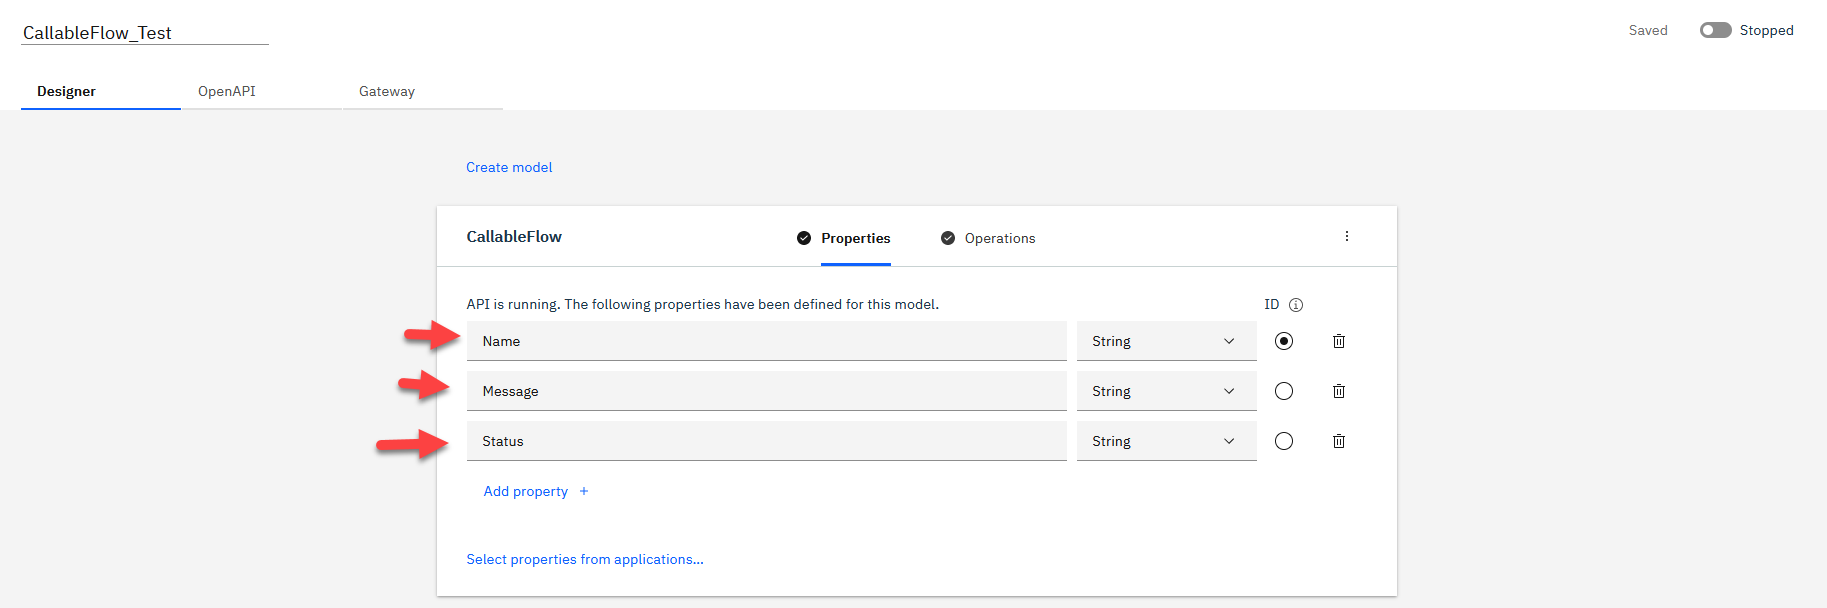 CallableFlow_Test
Saved
Stopped
Designer
OpenAPI
Gateway
Create model
CallableFlow
Properties
Operations
API is running. The following properties have been defined for this model.
ID
Name
String
Message
String
Status
String
Add property +
Select properties from applications...